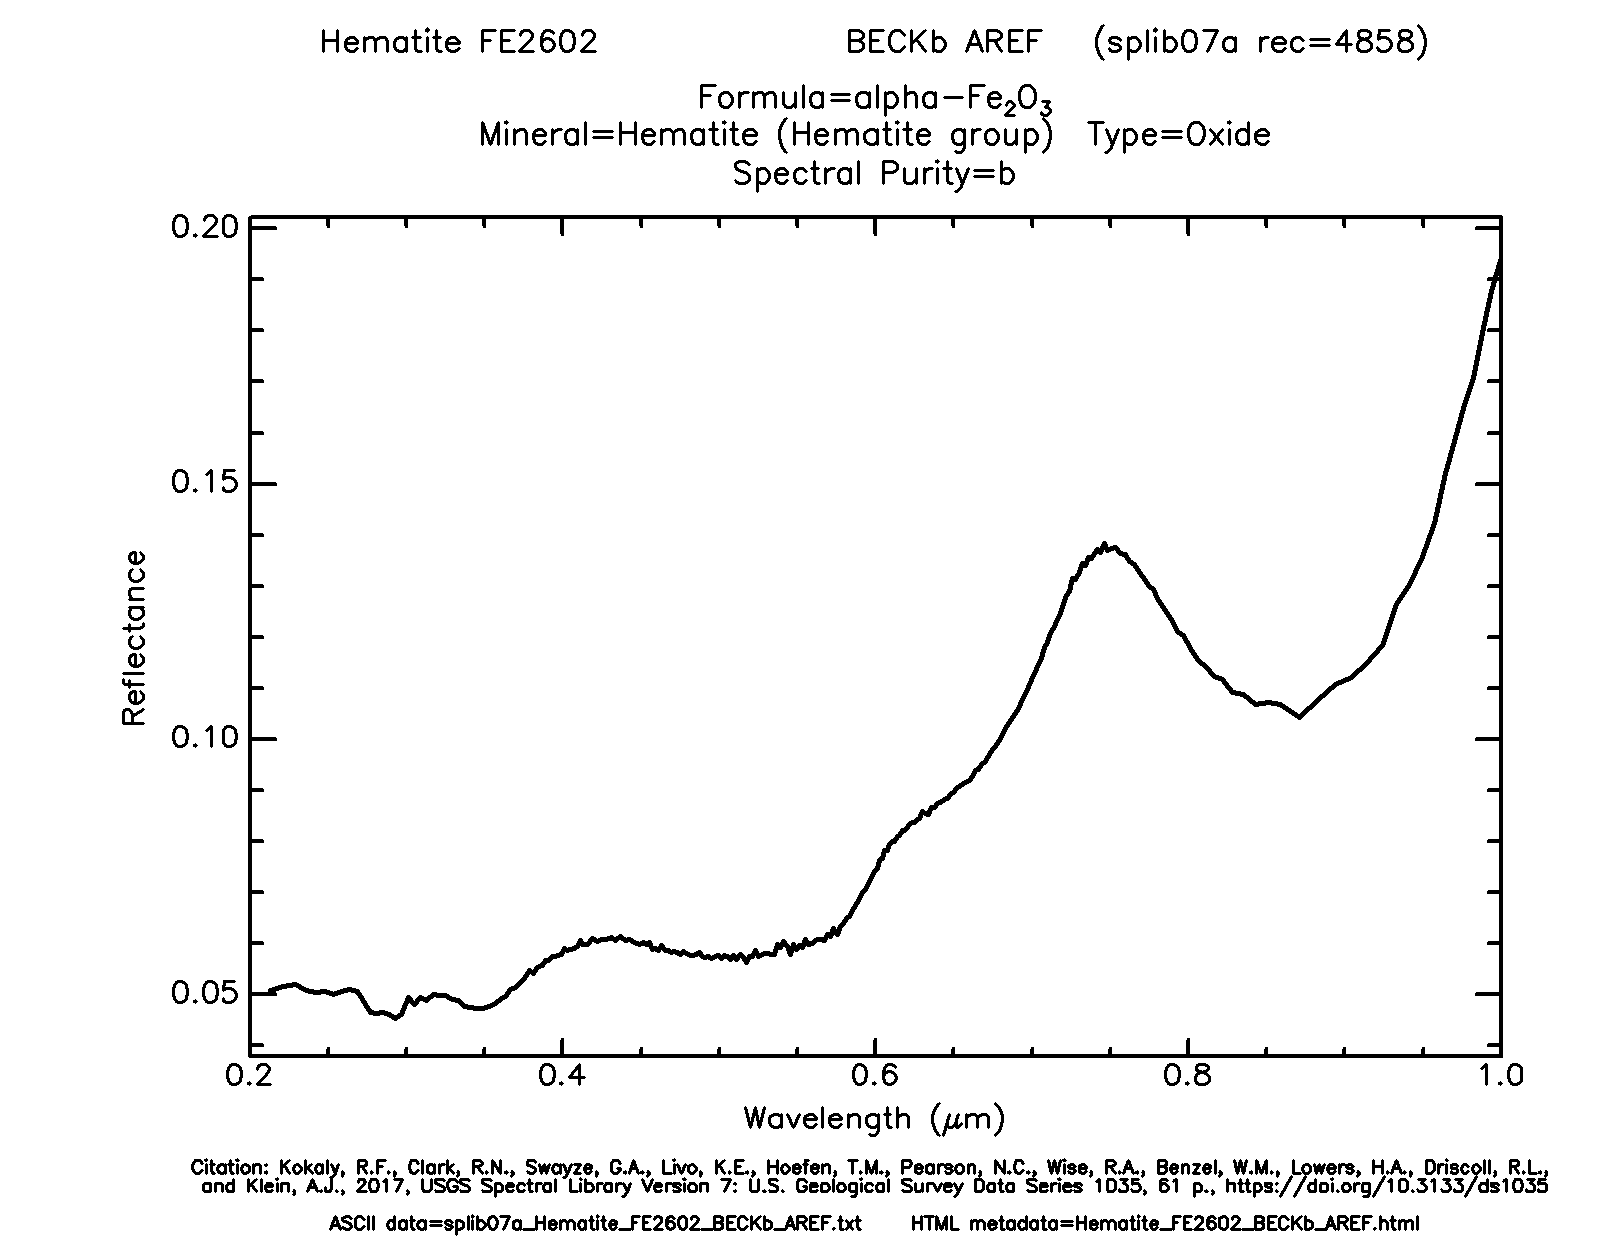 Hematite FE2602 BECKb AREF (splib07a rec=4858)
Formula=alpha-Fe2O3
Mineral=Hematite (Hematite group) Type=Oxide
Spectral Purity=b
0.20
0.15
0.10
0.05
Reflectance
0.2 0.4 0.6 0.8 1.0
Wavelength (μm)
Citation: Kokaly, R.F., Clark, R.N., Swayze, G.A., Livo, K.E., Hoefen, T.M., Pearson, N.C., Wise, R.A., Benzel, W.M., Lowers, H.A., Driscoll, R.L.,
and Klein, A.J., 2017, USGS Spectral Library Version 7: U.S. Geological Survey Data Series 1035, 61 p., https://doi.org/10.3133/ds1035
ASCII data=splib07a_Hematite_FE2602_BECKb_AREF.txt HTML metadata=Hematite_FE2602_BECKb_AREF.html